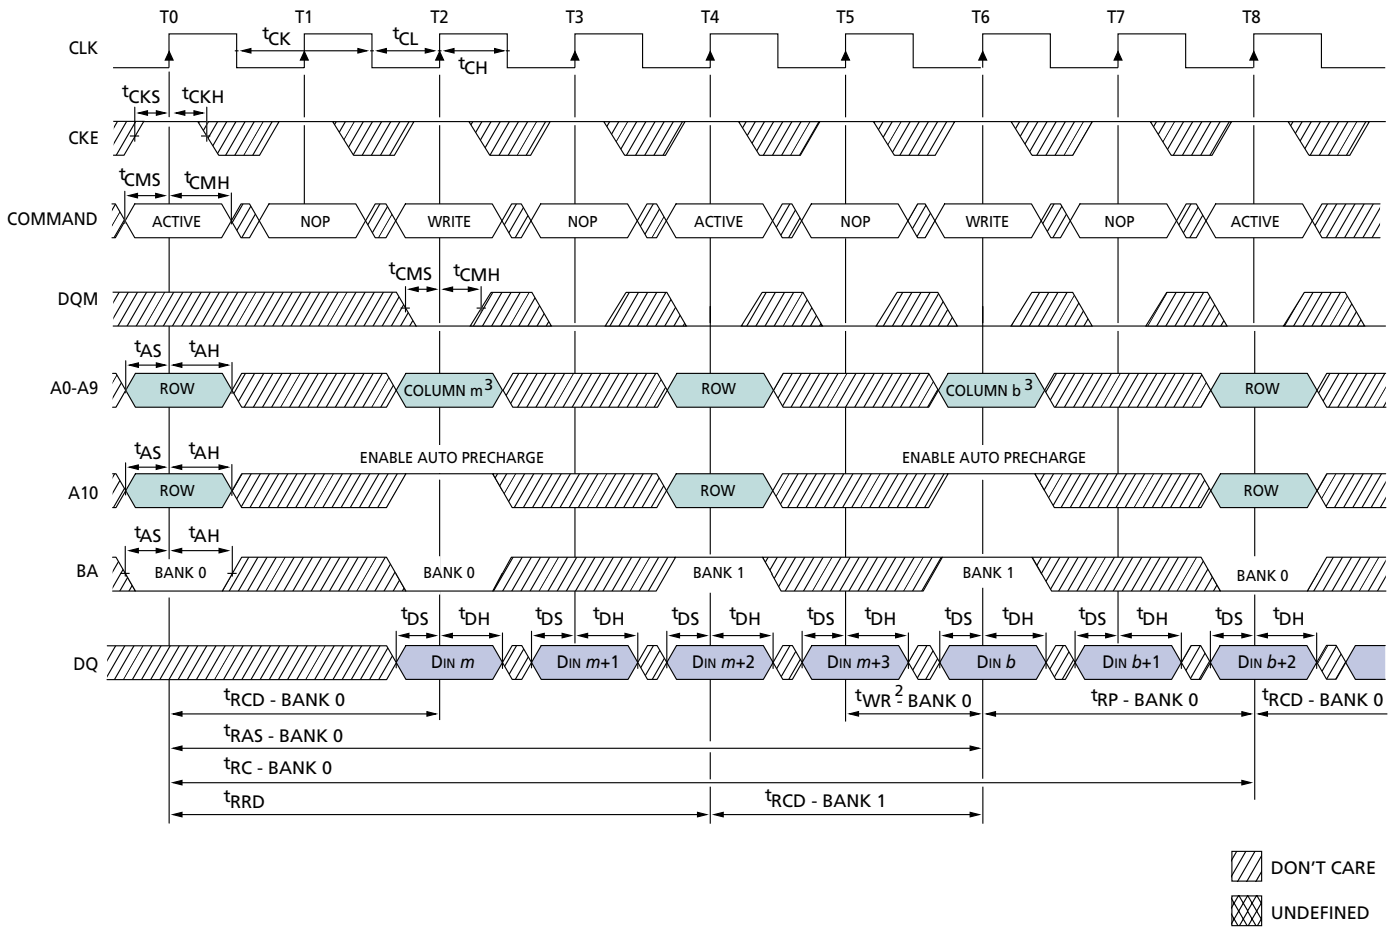 T0 T1 T2 T3 T4 T5 T6 T7 T8
CLK tCK tCL tCH
tCKS tCKH
CKE
tCMS tCMH
COMMAND ACTIVE NOP WRITE NOP ACTIVE NOP WRITE NOP ACTIVE
tCMS tCMH
DQM
tAS tAH
A0-A9 ROW COLUMN m3 ROW COLUMN b 3 ROW
tAS tAH ENABLE AUTO PRECHARGE ENABLE AUTO PRECHARGE
A10 ROW ROW ROW
tAS tAH
BA BANK 0 BANK 0 BANK 1 BANK 1 BANK 0
tDS tDH tDS tDH tDS tDH tDS tDH tDS tDH tDS tDH tDS tDH
DQ DIN m DIN m+1 DIN m+2 DIN m+3 DIN b DIN b+1 DIN b+2
tRCD - BANK 0 tWR 2 - BANK 0 tRP - BANK 0 tRCD - BANK 0
tRAS - BANK 0
tRC - BANK 0
tRRD tRCD - BANK 1
DON'T CARE
UNDEFINED